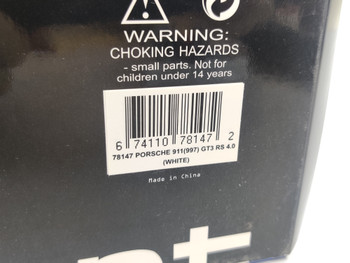 WARNING:
CHOKING HAZARDS
- small parts. Not for
children under 14 years
6 74110 78147 2
78147 PORSCHE 911(997) GT3 RS 4.0
(WHITE)
Made in China